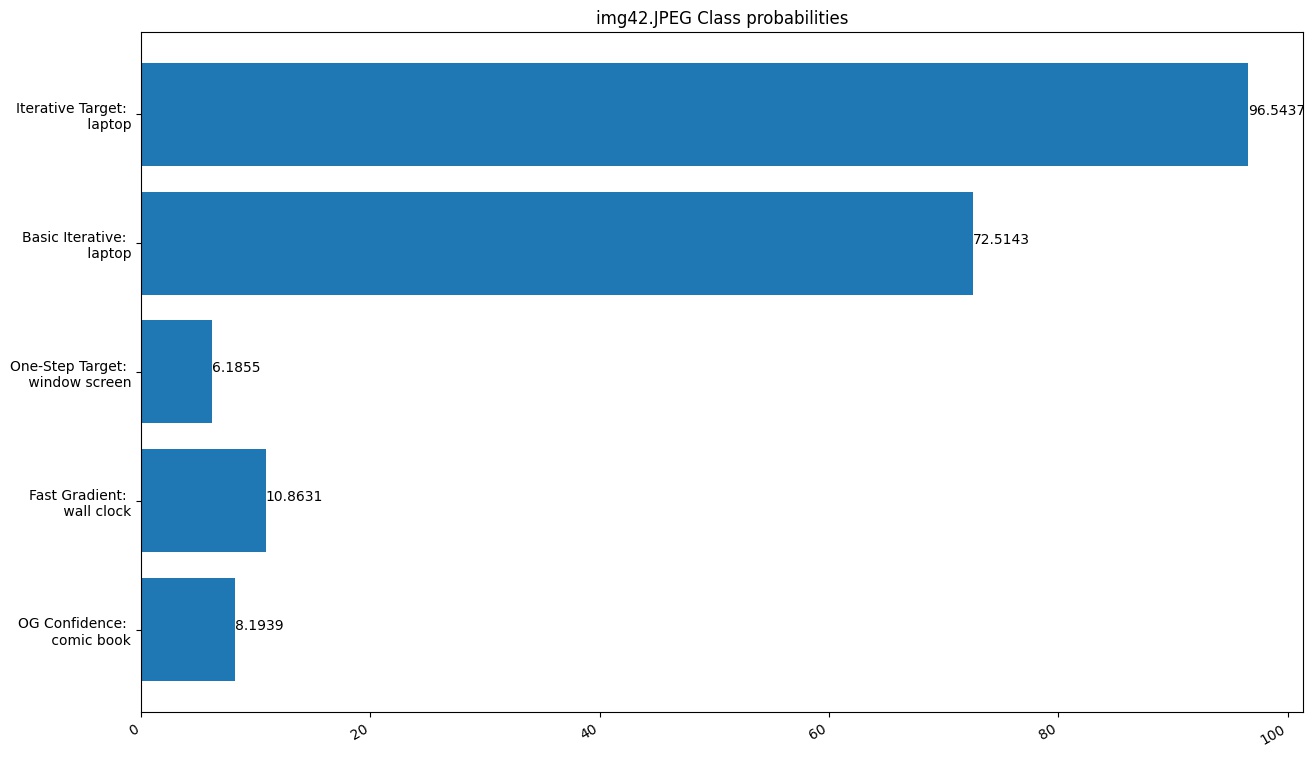 img42.JPEG Class probabilities
Iterative Target:
laptop
96.5437
Basic Iterative:
laptop
72.5143
One-Step Target:
window screen
6.1855
Fast Gradient:
wall clock
10.8631
OG Confidence:
comic book
8.1939
0
20
40
60
80
100